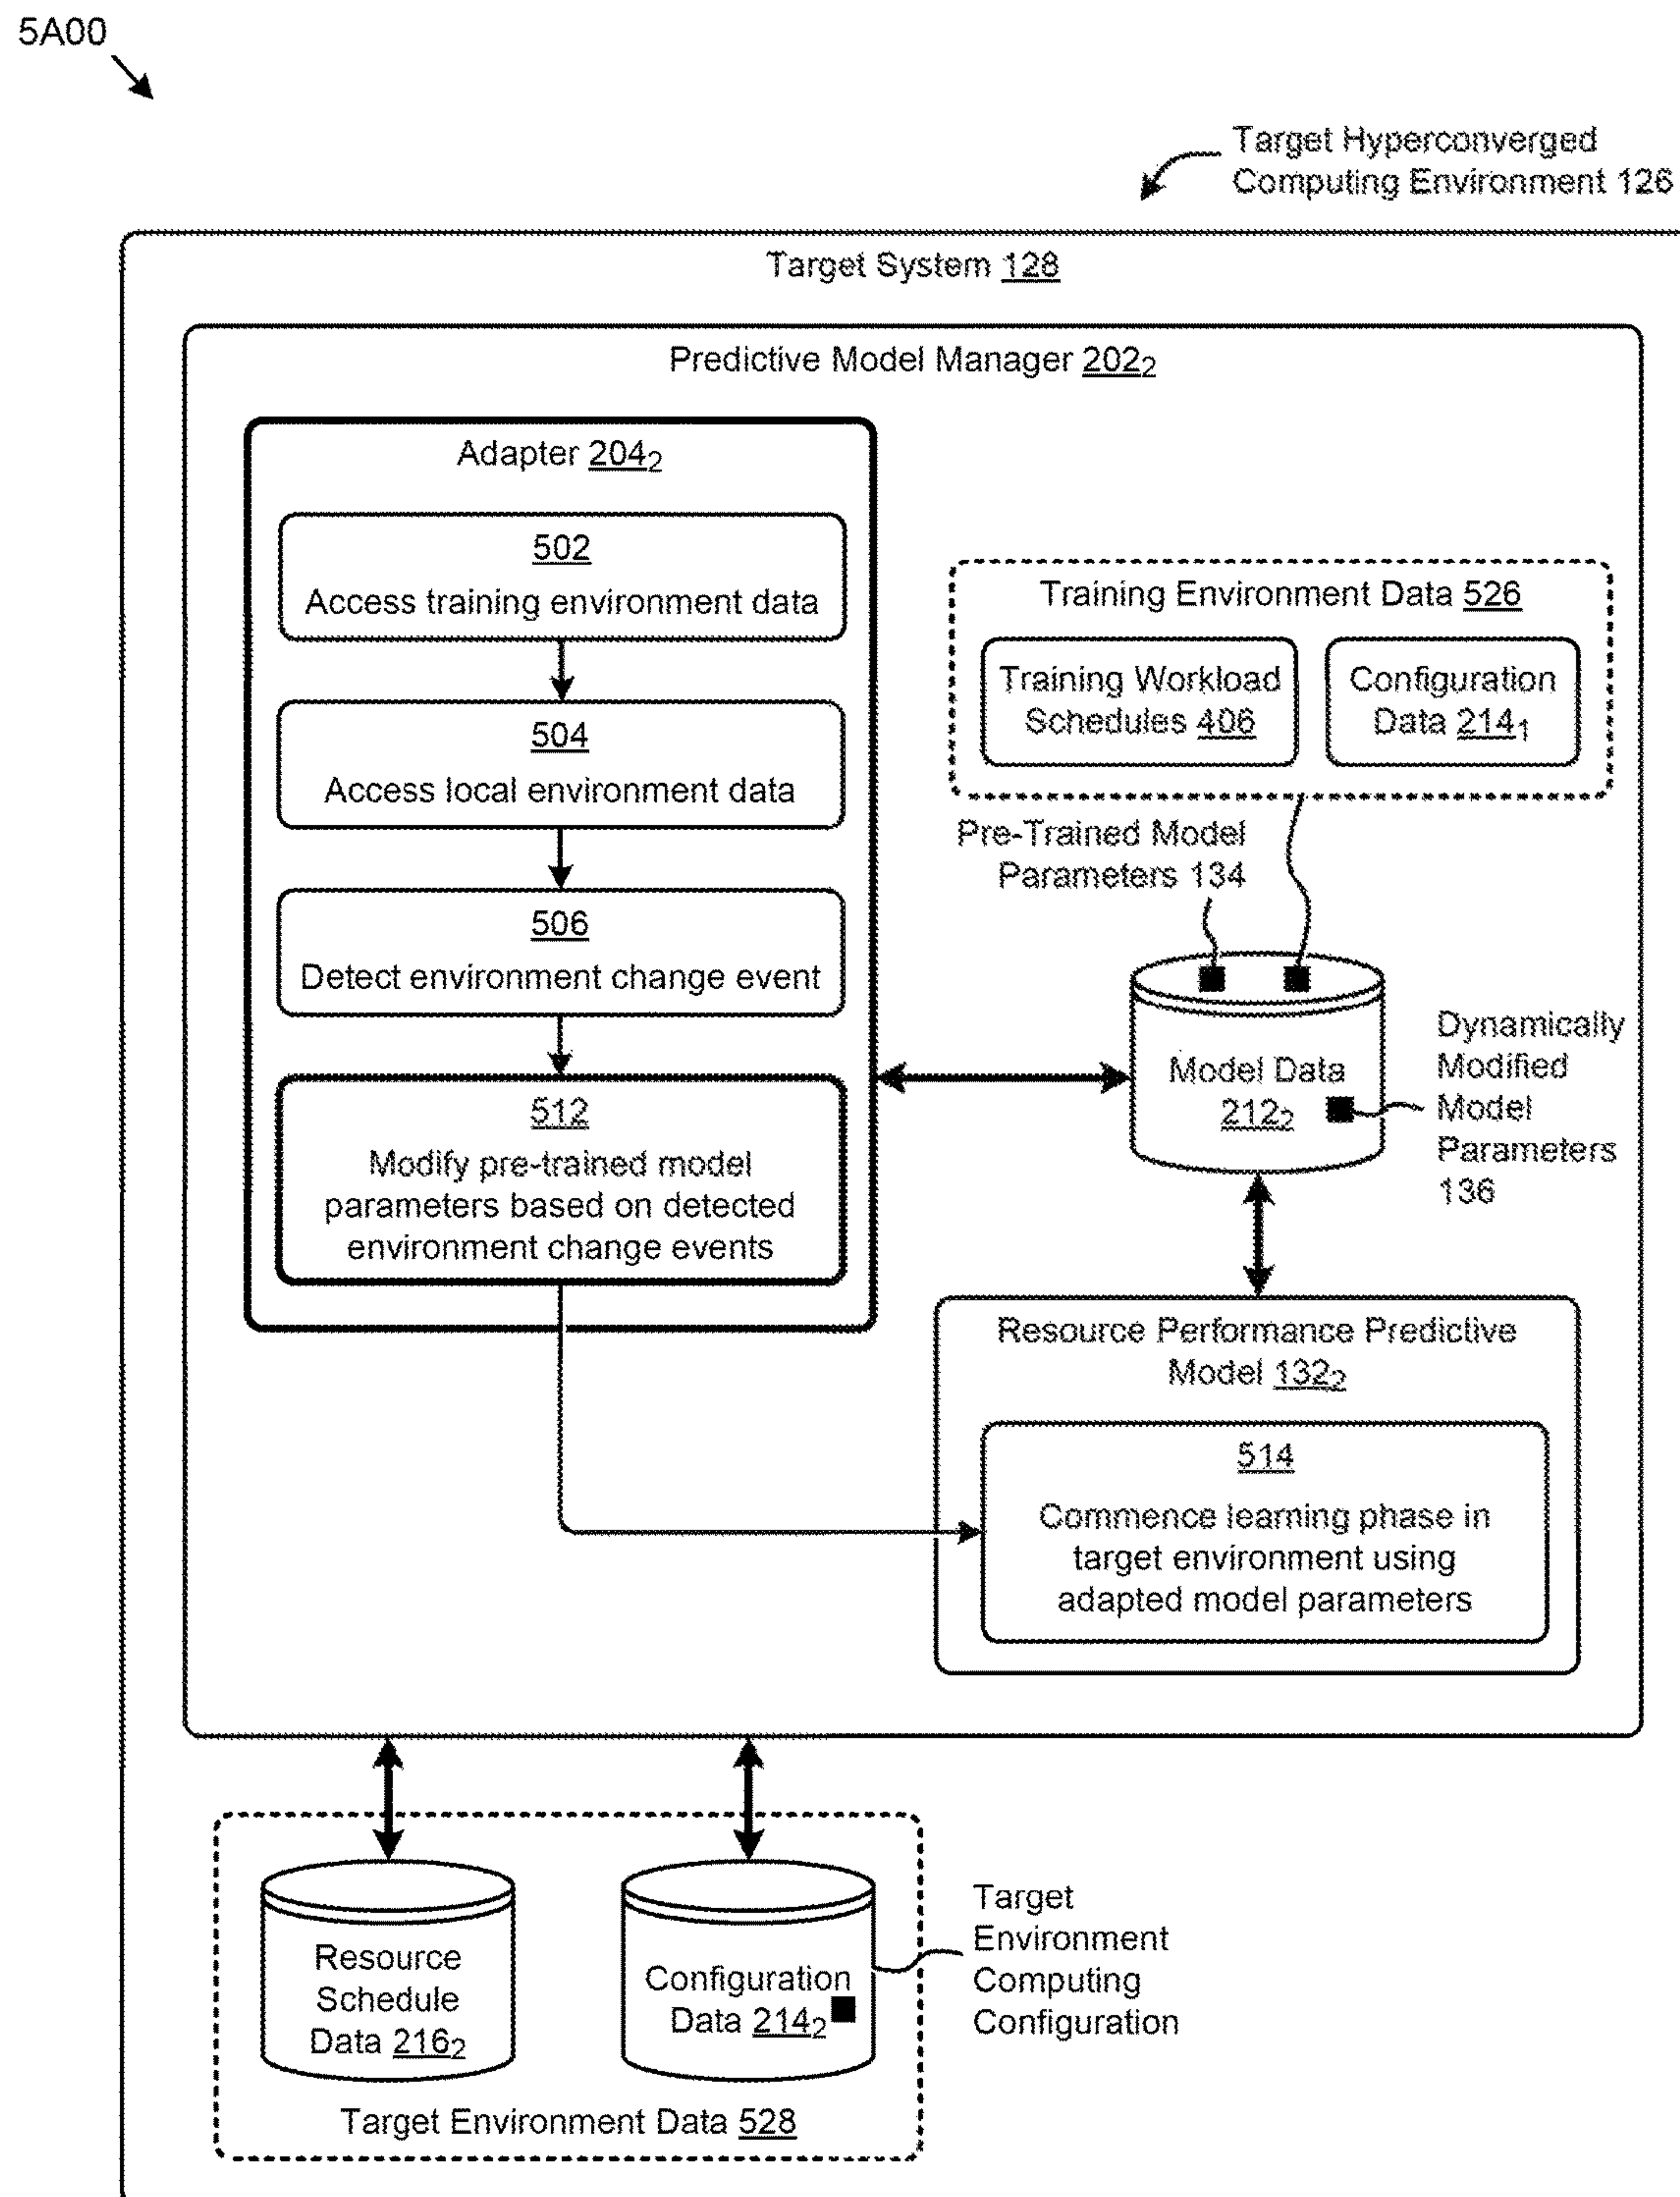 5A00
Target Hyperconverged
Computing Environment 126
Target System 128
Predictive Model Manager 202₂
Adapter 204₂
502
Access training environment data
504
Access local environment data
506
Detect environment change event
512
Modify pre-trained model
parameters based on detected
environment change events
Training Environment Data 526
Training Workload
Schedules 406
Configuration
Data 214₁
Pre-Trained Model
Parameters 134
Model Data
212₂
Dynamically
Modified
Model
Parameters
136
Resource Performance Predictive
Model 132₂
514
Commence learning phase in
target environment using
adapted model parameters
Resource
Schedule
Data 216₂
Configuration
Data 214₂
Target
Environment
Computing
Configuration
Target Environment Data 528